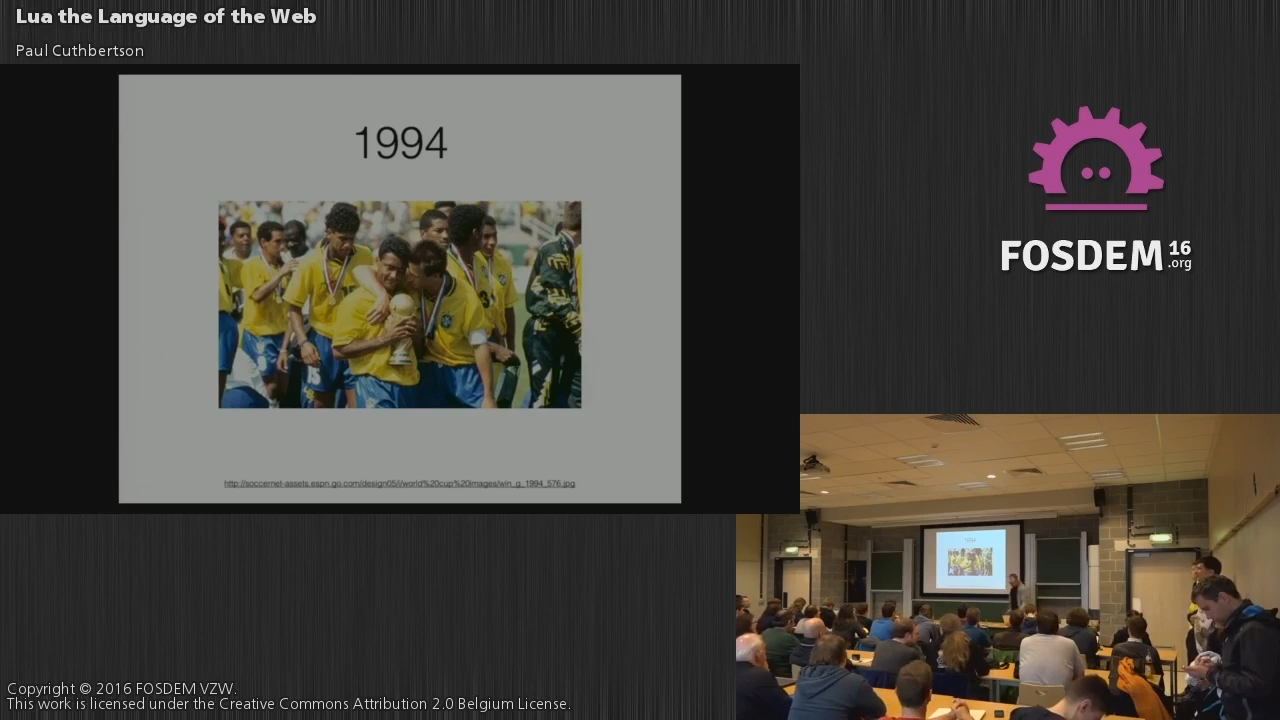 Lua the Language of the Web
Paul Cuthbertson
1994
http://soccernet-assets.espn.go.com/design05/i/world%20cup%20images/win_g_1994_576.jpg
FOSDEM 16
.org
Copyright © 2016 FOSDEM VZW.
This work is licensed under the Creative Commons Attribution 2.0 Belgium License.